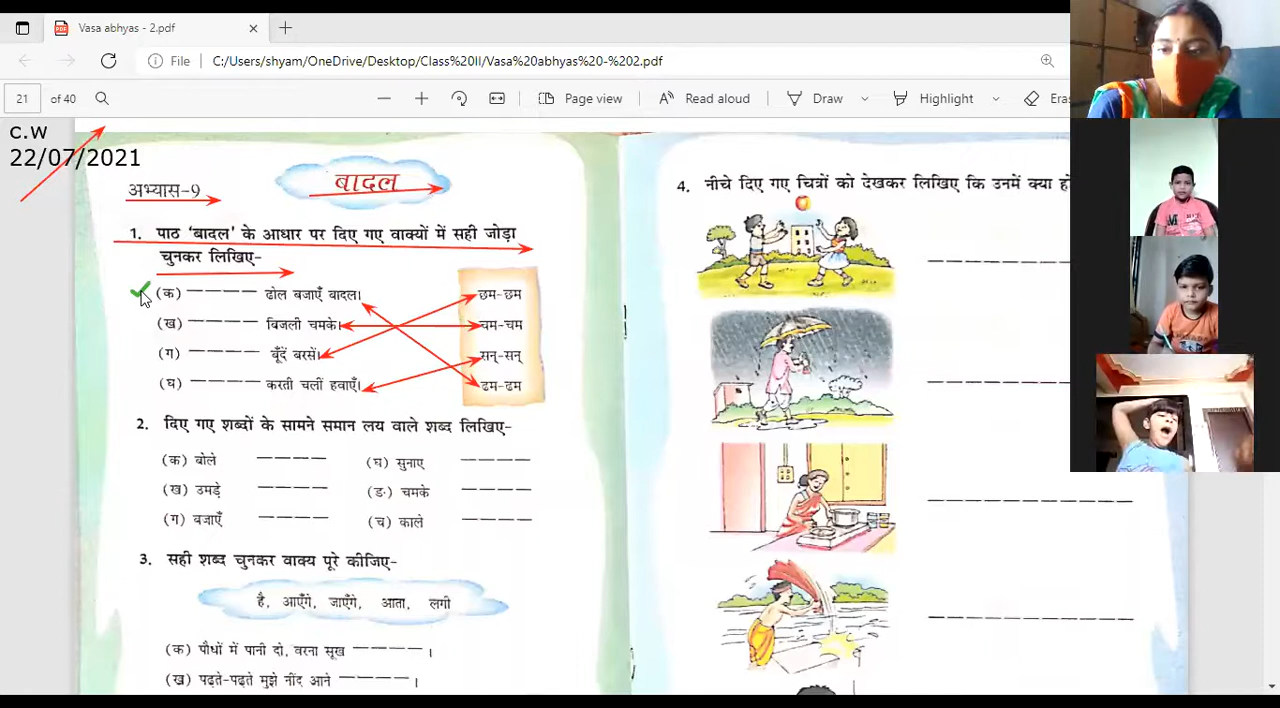 Vasa abhyas - 2.pdf
File C:/Users/shyam/OneDrive/Desktop/Class%20II/Vasa%20abhyas%20-%202.pdf
21 of 40 Page view Read aloud Draw Highlight Eras
c.w
22/07/2021
अभ्यास-9
बादल
1. पाठ ‘बादल’ के आधार पर दिए गए वाक्यों में सही जोड़ा
चुनकर लिखिए-
(क) ———— ढोल बजाएँ बादल। छम-छम
(ख) ———— बिजली चमके। चम-चम
(ग) ———— बूँदें बरसें। सन्-सन्
(घ) ———— करती चलीं हवाएँ। ढम-ढम
2. दिए गए शब्दों के सामने समान लय वाले शब्द लिखिए-
(क) बोले ———— (घ) सुनाए ————
(ख) उमड़े ———— (ङ) चमके ————
(ग) बजाएँ ———— (च) काले ————
3. सही शब्द चुनकर वाक्य पूरे कीजिए-
है, आएँगे, जाएँगे, आता, लगी
(क) पौधों में पानी दो, वरना सूख ———— ।
(ख) पढ़ते-पढ़ते मुझे नींद आने ———— ।
4. नीचे दिए गए चित्रों को देखकर लिखिए कि उनमें क्या हो